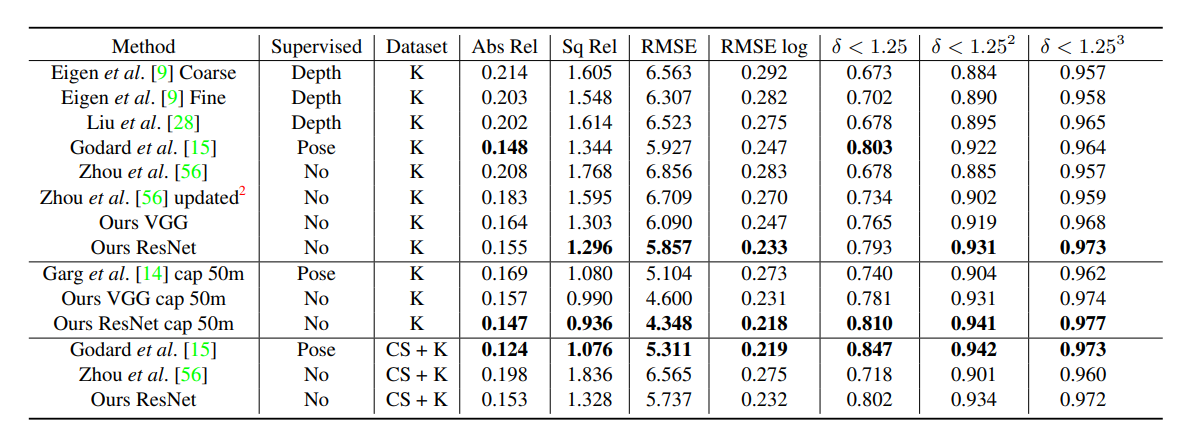 Method Supervised Dataset Abs Rel Sq Rel RMSE RMSE log δ < 1.25 δ < 1.25² δ < 1.25³
Eigen et al. [9] Coarse Depth K 0.214 1.605 6.563 0.292 0.673 0.884 0.957
Eigen et al. [9] Fine Depth K 0.203 1.548 6.307 0.282 0.702 0.890 0.958
Liu et al. [28] Depth K 0.202 1.614 6.523 0.275 0.678 0.895 0.965
Godard et al. [15] Pose K 0.148 1.344 5.927 0.247 0.803 0.922 0.964
Zhou et al. [56] No K 0.208 1.768 6.856 0.283 0.678 0.885 0.957
Zhou et al. [56] updated² No K 0.183 1.595 6.709 0.270 0.734 0.902 0.959
Ours VGG No K 0.164 1.303 6.090 0.247 0.765 0.919 0.968
Ours ResNet No K 0.155 1.296 5.857 0.233 0.793 0.931 0.973
Garg et al. [14] cap 50m Pose K 0.169 1.080 5.104 0.273 0.740 0.904 0.962
Ours VGG cap 50m No K 0.157 0.990 4.600 0.231 0.781 0.931 0.974
Ours ResNet cap 50m No K 0.147 0.936 4.348 0.218 0.810 0.941 0.977
Godard et al. [15] Pose CS + K 0.124 1.076 5.311 0.219 0.847 0.942 0.973
Zhou et al. [56] No CS + K 0.198 1.836 6.565 0.275 0.718 0.901 0.960
Ours ResNet No CS + K 0.153 1.328 5.737 0.232 0.802 0.934 0.972